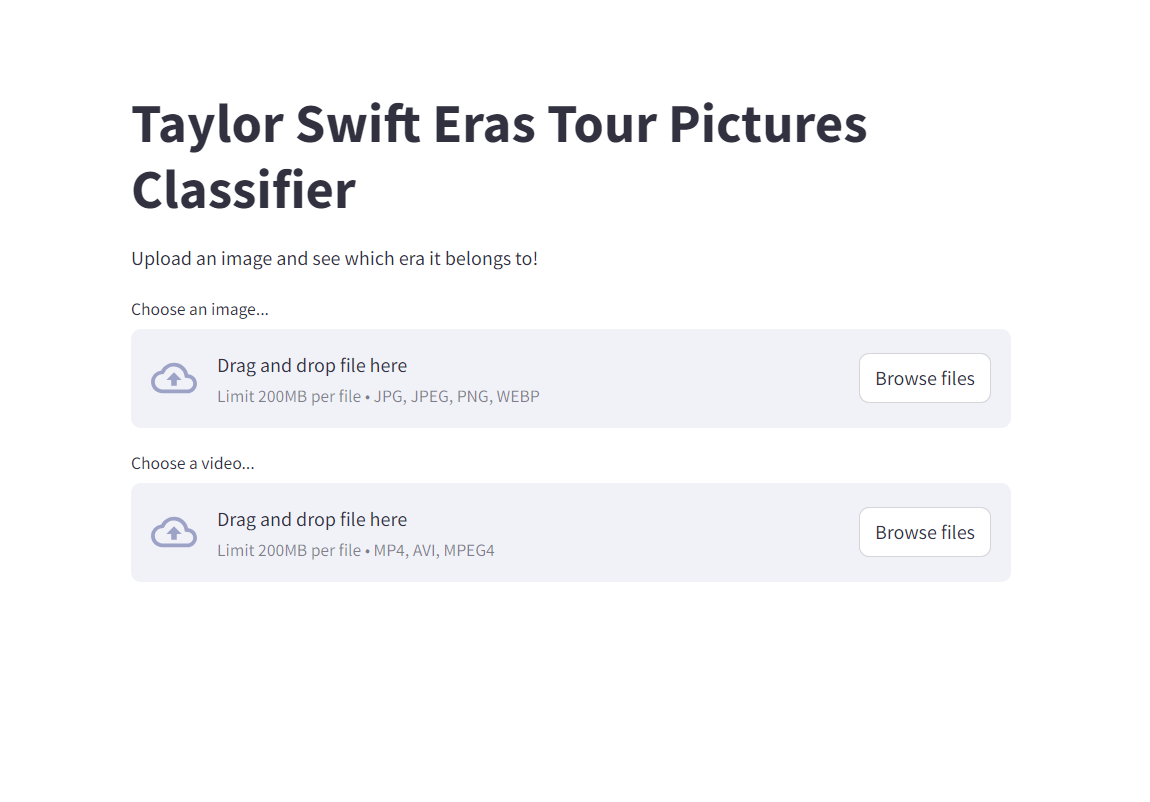 Taylor Swift Eras Tour Pictures
Classifier
Upload an image and see which era it belongs to!
Choose an image...
Drag and drop file here
Limit 200MB per file • JPG, JPEG, PNG, WEBP
Browse files
Choose a video...
Drag and drop file here
Limit 200MB per file • MP4, AVI, MPEG4
Browse files